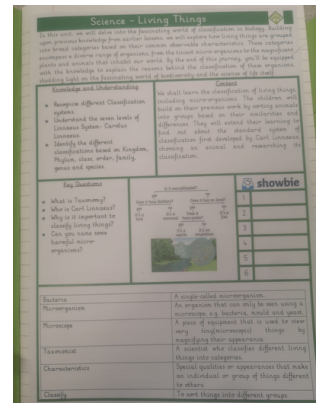 Science - Living Things
In this unit, we will delve into the fascinating world of classification in biology. Building
upon previous knowledge from earlier lessons, we will explore how living things are grouped
into broad categories based on their common observable characteristics. These categories
encompass a diverse range of organisms, from the tiniest micro-organisms to the magnificent
plants and animals that inhabit our world. By the end of this journey, you'll be equipped
with the knowledge to explain the reasons behind the classification of these organisms,
shedding light on the fascinating world of biodiversity and the science of life itself.
Knowledge and Understanding
Recognise different Classification
systems
Understand the seven levels of
Linnaeus System- Carolus
Linnaeus.
Identify the different
classifications based on Kingdom,
Phylum, class, order, family,
genus and species.
Context
We shall learn the classification of living things,
including micro-organisms. The children will
build on their previous work by sorting animals
into groups based on their similarities and
differences. They will extend their learning to
find out about the standard system of
classification first developed by Carl Linnaeus
choosing an animal and researching its
classification.
Key Questions
What is Taxonomy?
Who is Carl Linnaeus?
Why is it important to
classify living things?
Can you name some
harmful micro-
organisms?
Is it
Does it have
showbie
1
2
3
4
5
6
Bacteria
A single-celled microorganism.
Microorganism
An organism that can only be seen using a
microscope, e.g. bacteria, mould and yeast.
Microscope
A piece of equipment that is used to view
very tiny(microscopic) things by
magnifying their appearance.
Taxonomist
A scientist who classifies different living
things into categories.
Characteristics
Special qualities or appearances that make
an individual or group of things different
to others.
Classify
To sort things into different groups.